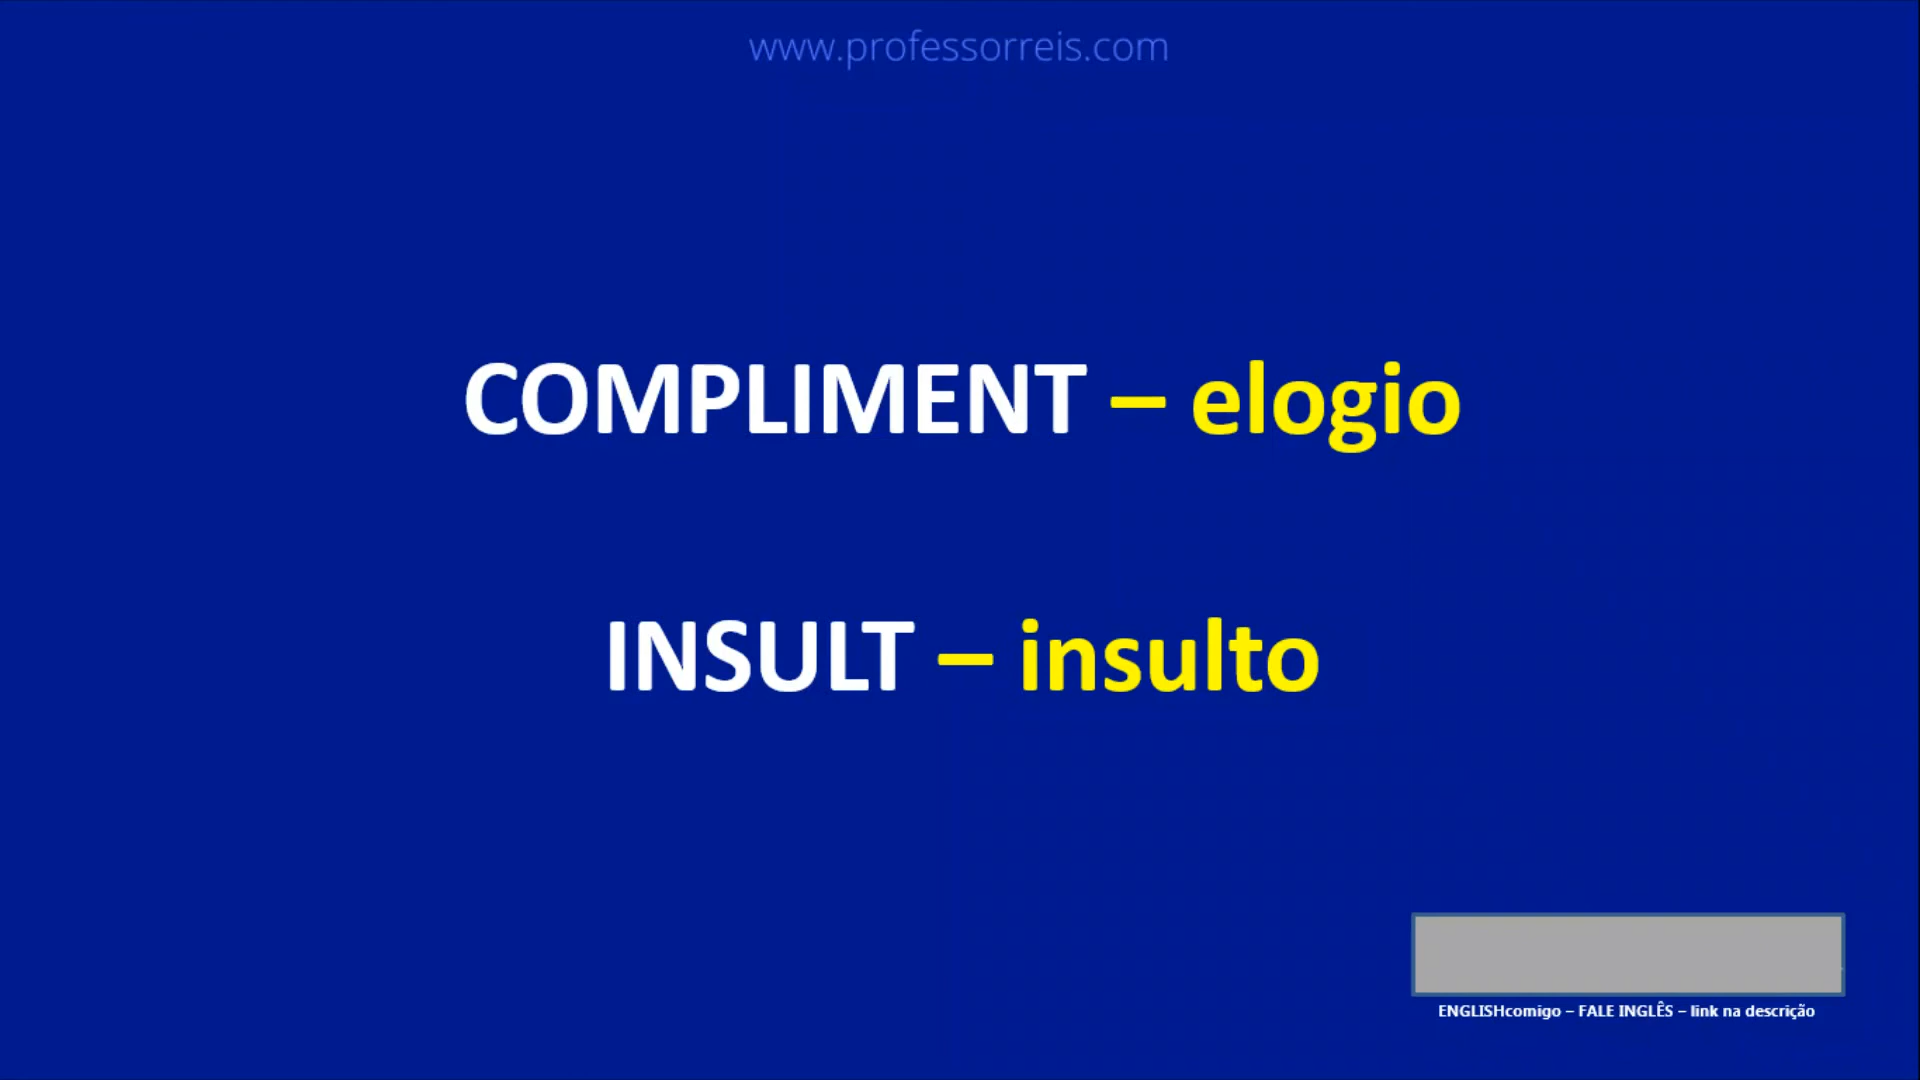 www.professorreis.com
COMPLIMENT – elogio
INSULT – insulto
ENGLISHcomigo – FALE INGLÊS – link na descrição